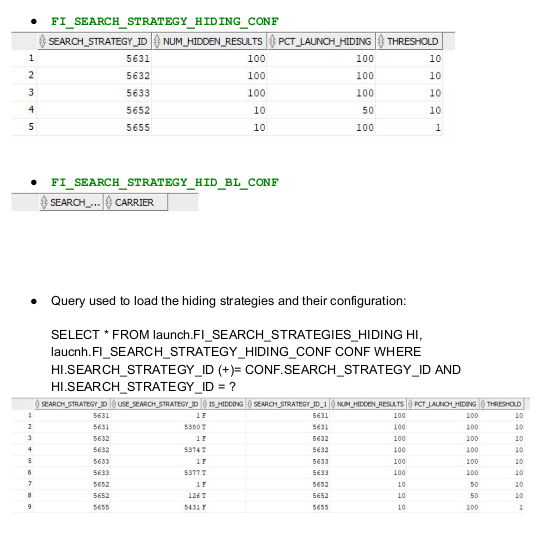 ● FI_SEARCH_STRATEGY_HIDING_CONF
SEARCH_STRATEGY_ID NUM_HIDDEN_RESULTS PCT_LAUNCH_HIDING THRESHOLD
1 5631 100 100 10
2 5632 100 100 10
3 5633 100 100 10
4 5652 10 50 10
5 5655 10 100 1
● FI_SEARCH_STRATEGY_HID_BL_CONF
SEARCH_... CARRIER
● Query used to load the hiding strategies and their configuration:
SELECT * FROM launch.FI_SEARCH_STRATEGIES_HIDING HI,
laucnh.FI_SEARCH_STRATEGY_HIDING_CONF CONF WHERE
HI.SEARCH_STRATEGY_ID (+)= CONF.SEARCH_STRATEGY_ID AND
HI.SEARCH_STRATEGY_ID = ?
SEARCH_STRATEGY_ID USE_SEARCH_STRATEGY_ID IS_HIDDING SEARCH_STRATEGY_ID_1 NUM_HIDDEN_RESULTS PCT_LAUNCH_HIDING THRESHOLD
1 5631 1 F 5631 100 100 10
2 5631 5380 T 5631 100 100 10
3 5632 1 F 5632 100 100 10
4 5632 5374 T 5632 100 100 10
5 5633 1 F 5633 100 100 10
6 5633 5377 T 5633 100 100 10
7 5652 1 F 5652 10 50 10
8 5652 126 T 5652 10 50 10
9 5655 5431 F 5655 10 100 1